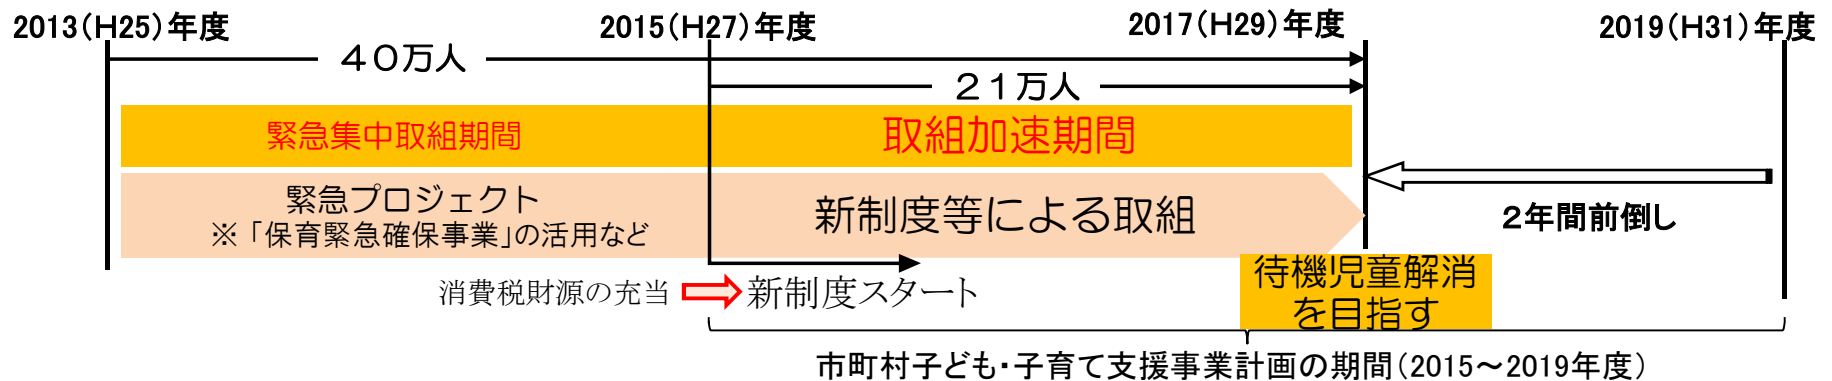 2013(H25)年度
2015(H27)年度
2017(H29)年度
2019(H31)年度
４０万人
２１万人
緊急集中取組期間
取組加速期間
緊急プロジェクト
※「保育緊急確保事業」の活用など
新制度等による取組
２年間前倒し
消費税財源の充当
新制度スタート
待機児童解消
を目指す
市町村子ども・子育て支援事業計画の期間(2015～2019年度)